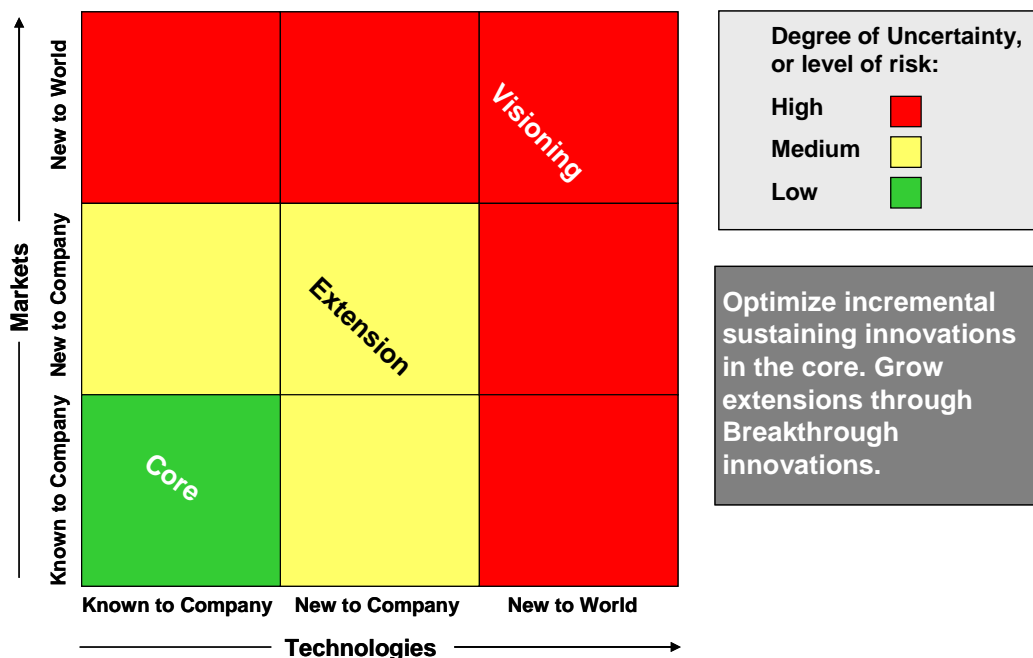 Markets
New to World
New to Company
Known to Company
Visioning
Extension
Core
Known to Company
New to Company
New to World
Technologies
Degree of Uncertainty,
or level of risk:
High
Medium
Low
Optimize incremental
sustaining innovations
in the core. Grow
extensions through
Breakthrough
innovations.